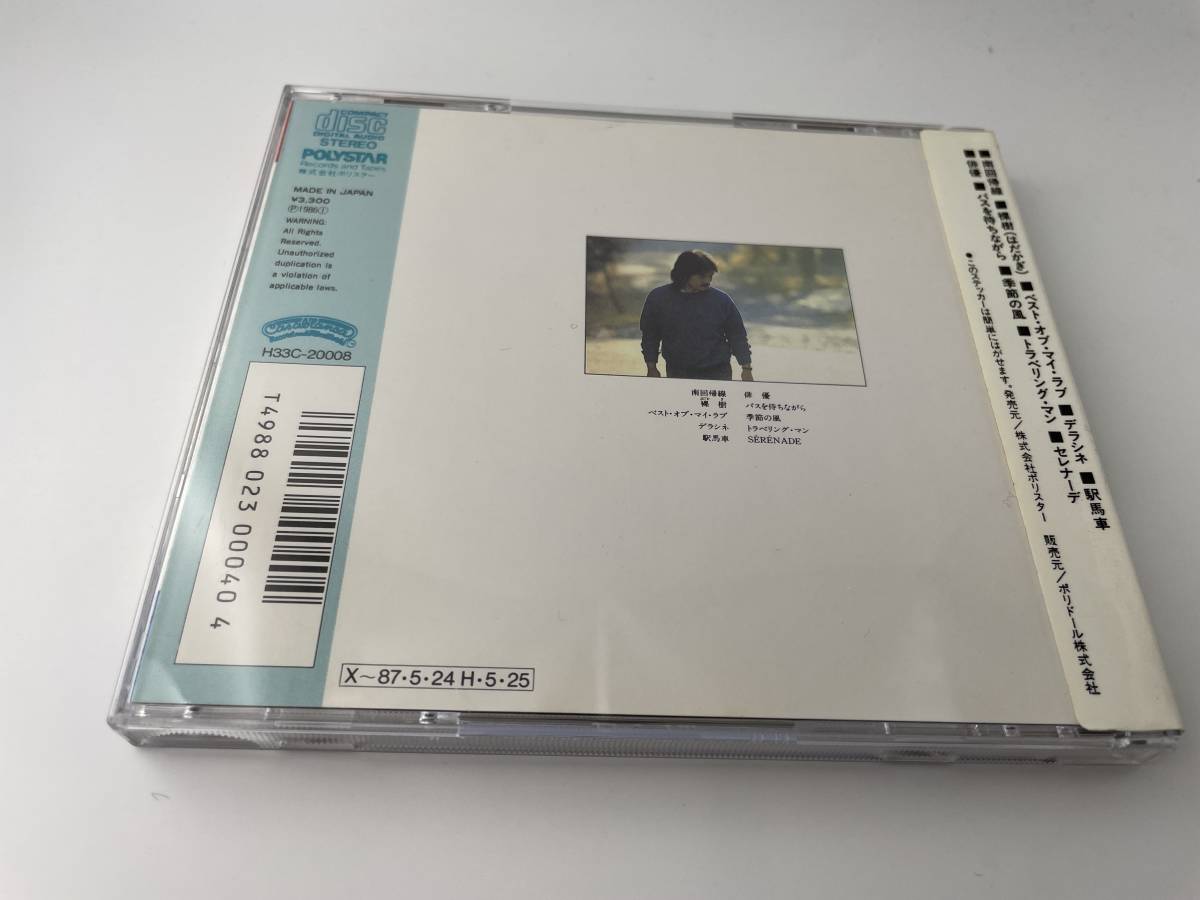 COMPACT
disc
DIGITAL AUDIO
STEREO
POLYSTAR
Records and Tapes
株式会社ポリスター
MADE IN JAPAN
¥3,300
Ⓟ1986Ⓘ
WARNING:
All Rights
Reserved.
Unauthorized
duplication is
a violation of
applicable laws.
Casablanca
H33C-20008
T4988 023 00040 4
南回帰線
裸樹
ベスト・オブ・マイ・ラブ
デラシネ
駅馬車
俳優
バスを待ちながら
季節の風
トラベリング・マン
SÉRÉNADE
X〜87・5・24 H・5・25
■南回帰線 ■裸樹(はだかぎ) ■ベスト・オブ・マイ・ラブ ■デラシネ ■駅馬車
■俳優 ■バスを待ちながら ■季節の風 ■トラベリング・マン ■セレナーデ
●このステッカーは簡単にはがせます。発売元/株式会社ポリスター 販売元/ポリドール株式会社